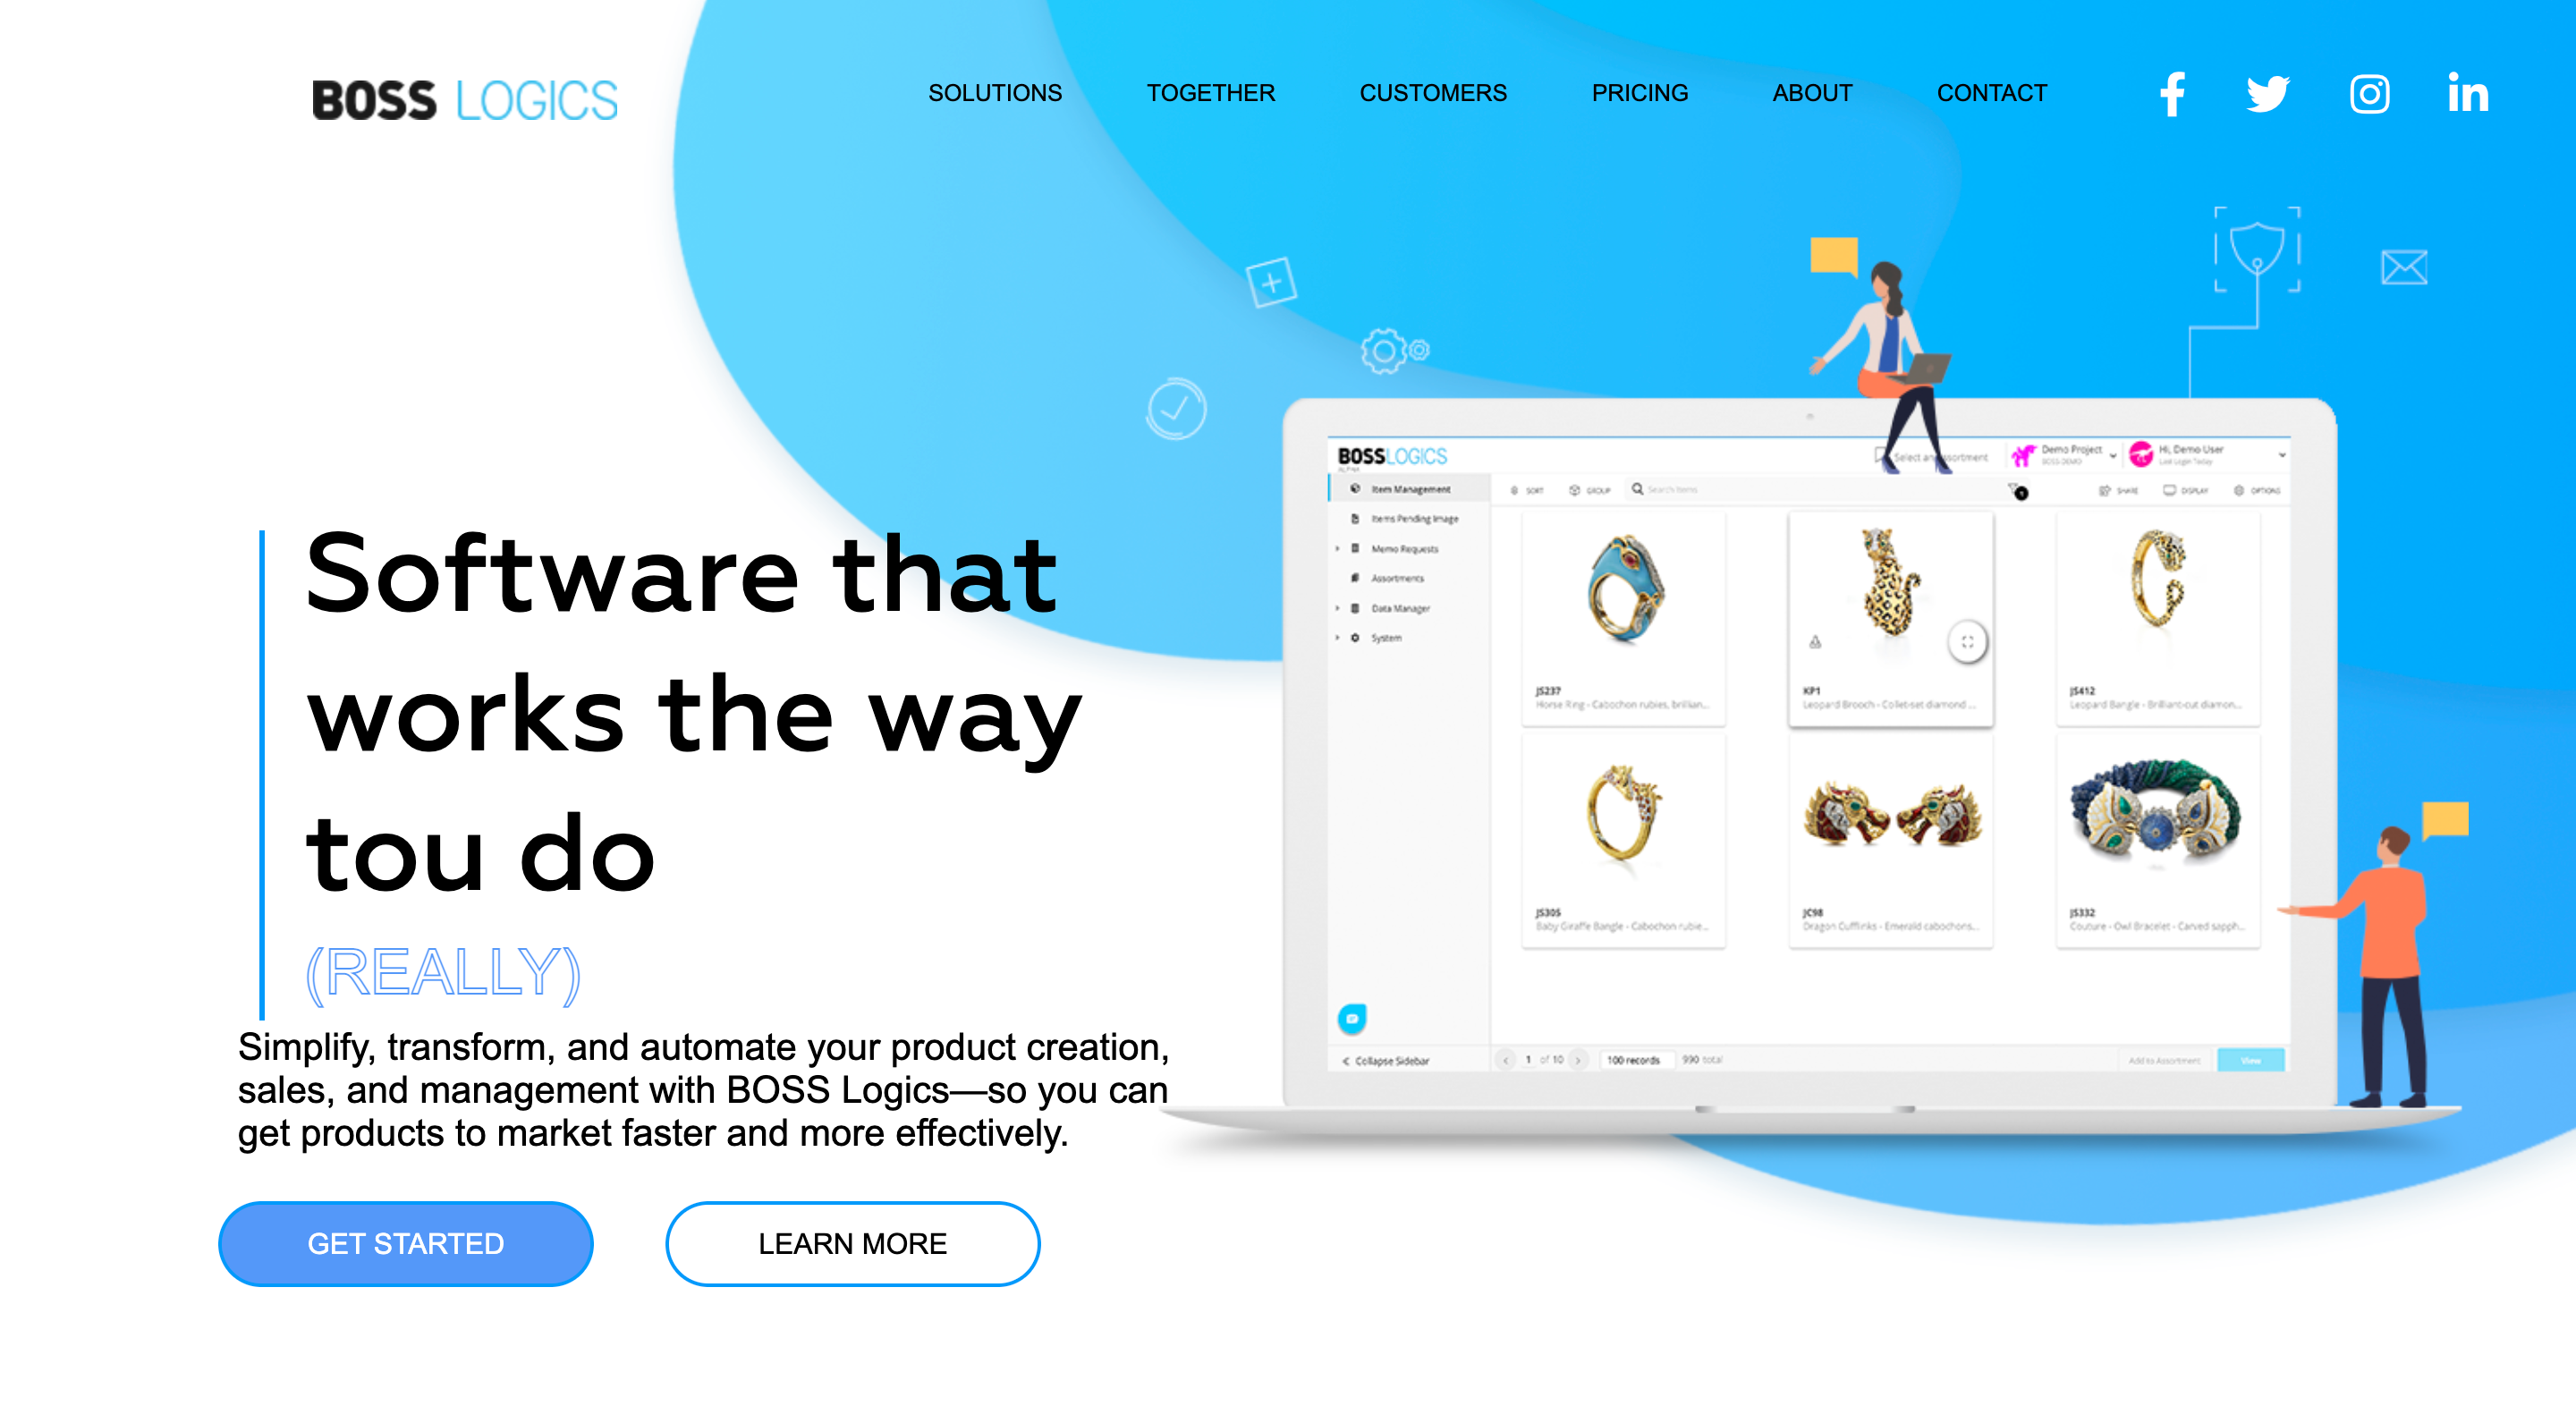 BOSS LOGICS
SOLUTIONS
TOGETHER
CUSTOMERS
PRICING
ABOUT
CONTACT
Software that
works the way
tou do
(REALLY)
Simplify, transform, and automate your product creation,
sales, and management with BOSS Logics—so you can
get products to market faster and more effectively.
GET STARTED
LEARN MORE
BOSSLOGICS
Demo Project
BOSS-DEMO
Hi, Demo User
Last Login Today
Item Management
Items Pending Image
Memo Requests
Assortments
Data Manager
System
SORT
GROUP
Search Items
SHARE
DISPLAY
OPTIONS
JS237
Horse Ring - Cabochon rubies, brillian...
KP1
Leopard Brooch - Collet-set diamond ...
JS412
Leopard Bangle - Brilliant-cut diamon...
JS305
Baby Giraffe Bangle - Cabochon rubie...
JC98
Dragon Cufflinks - Emerald cabochons...
JS332
Couture - Owl Bracelet - Carved sapph...
Collapse Sidebar
1 of 10
100 records
990 total
Add to Assortment
View